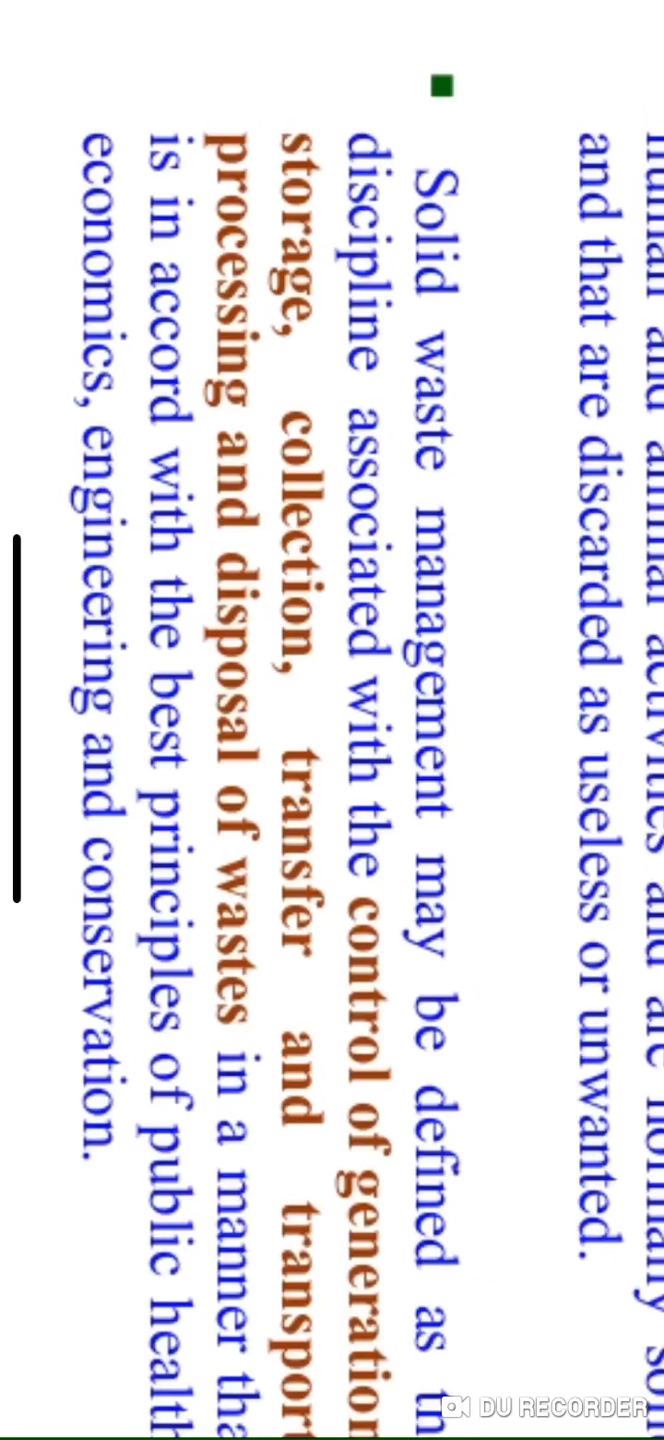 and that are discarded as useless or unwanted.
Solid waste management may be defined as
discipline associated with the control of generation
storage, collection, transfer and transport
processing and disposal of wastes in a manner
is in accord with the best principles of public health
economics, engineering and conservation.
DU RECORDER